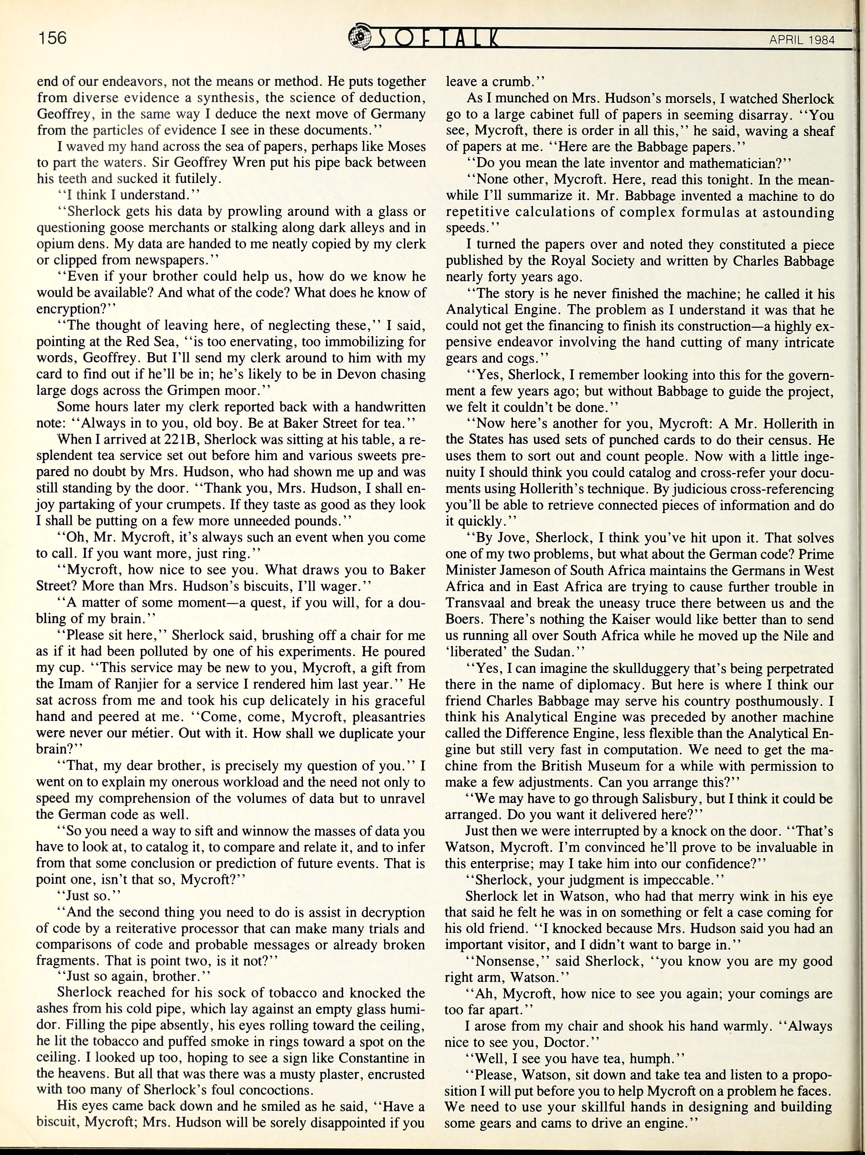 156
SOFTALK
APRIL 1984
end of our endeavors, not the means or method. He puts together
from diverse evidence a synthesis, the science of deduction,
Geoffrey, in the same way I deduce the next move of Germany
from the particles of evidence I see in these documents.’’
I waved my hand across the sea of papers, perhaps like Moses
to part the waters. Sir Geoffrey Wren put his pipe back between
his teeth and sucked it futilely.
‘‘I think I understand.’’
‘‘Sherlock gets his data by prowling around with a glass or
questioning goose merchants or stalking along dark alleys and in
opium dens. My data are handed to me neatly copied by my clerk
or clipped from newspapers.’’
‘‘Even if your brother could help us, how do we know he
would be available? And what of the code? What does he know of
encryption?’’
‘‘The thought of leaving here, of neglecting these,’’ I said,
pointing at the Red Sea, ‘‘is too enervating, too immobilizing for
words, Geoffrey. But I’ll send my clerk around to him with my
card to find out if he’ll be in; he’s likely to be in Devon chasing
large dogs across the Grimpen moor.’’
Some hours later my clerk reported back with a handwritten
note: ‘‘Always in to you, old boy. Be at Baker Street for tea.’’
When I arrived at 221B, Sherlock was sitting at his table, a re-
splendent tea service set out before him and various sweets pre-
pared no doubt by Mrs. Hudson, who had shown me up and was
still standing by the door. ‘‘Thank you, Mrs. Hudson, I shall en-
joy partaking of your crumpets. If they taste as good as they look
I shall be putting on a few more unneeded pounds.’’
‘‘Oh, Mr. Mycroft, it’s always such an event when you come
to call. If you want more, just ring.’’
‘‘Mycroft, how nice to see you. What draws you to Baker
Street? More than Mrs. Hudson’s biscuits, I’ll wager.’’
‘‘A matter of some moment—a quest, if you will, for a dou-
bling of my brain.’’
‘‘Please sit here,’’ Sherlock said, brushing off a chair for me
as if it had been polluted by one of his experiments. He poured
my cup. ‘‘This service may be new to you, Mycroft, a gift from
the Imam of Ranjier for a service I rendered him last year.’’ He
sat across from me and took his cup delicately in his graceful
hand and peered at me. ‘‘Come, come, Mycroft, pleasantries
were never our métier. Out with it. How shall we duplicate your
brain?’’
‘‘That, my dear brother, is precisely my question of you.’’ I
went on to explain my onerous workload and the need not only to
speed my comprehension of the volumes of data but to unravel
the German code as well.
‘‘So you need a way to sift and winnow the masses of data you
have to look at, to catalog it, to compare and relate it, and to infer
from that some conclusion or prediction of future events. That is
point one, isn’t that so, Mycroft?’’
‘‘Just so.’’
‘‘And the second thing you need to do is assist in decryption
of code by a reiterative processor that can make many trials and
comparisons of code and probable messages or already broken
fragments. That is point two, is it not?’’
‘‘Just so again, brother.’’
Sherlock reached for his sock of tobacco and knocked the
ashes from his cold pipe, which lay against an empty glass humi-
dor. Filling the pipe absently, his eyes rolling toward the ceiling,
he lit the tobacco and puffed smoke in rings toward a spot on the
ceiling. I looked up too, hoping to see a sign like Constantine in
the heavens. But all that was there was a musty plaster, encrusted
with too many of Sherlock’s foul concoctions.
His eyes came back down and he smiled as he said, ‘‘Have a
biscuit, Mycroft; Mrs. Hudson will be sorely disappointed if you
leave a crumb.’’
As I munched on Mrs. Hudson’s morsels, I watched Sherlock
go to a large cabinet full of papers in seeming disarray. ‘‘You
see, Mycroft, there is order in all this,’’ he said, waving a sheaf
of papers at me. ‘‘Here are the Babbage papers.’’
‘‘Do you mean the late inventor and mathematician?’’
‘‘None other, Mycroft. Here, read this tonight. In the mean-
while I’ll summarize it. Mr. Babbage invented a machine to do
repetitive calculations of complex formulas at astounding
speeds.’’
I turned the papers over and noted they constituted a piece
published by the Royal Society and written by Charles Babbage
nearly forty years ago.
‘‘The story is he never finished the machine; he called it his
Analytical Engine. The problem as I understand it was that he
could not get the financing to finish its construction—a highly ex-
pensive endeavor involving the hand cutting of many intricate
gears and cogs.’’
‘‘Yes, Sherlock, I remember looking into this for the govern-
ment a few years ago; but without Babbage to guide the project,
we felt it couldn’t be done.’’
‘‘Now here’s another for you, Mycroft: A Mr. Hollerith in
the States has used sets of punched cards to do their census. He
uses them to sort out and count people. Now with a little inge-
nuity I should think you could catalog and cross-refer your docu-
ments using Hollerith’s technique. By judicious cross-referencing
you’ll be able to retrieve connected pieces of information and do
it quickly.’’
‘‘By Jove, Sherlock, I think you’ve hit upon it. That solves
one of my two problems, but what about the German code? Prime
Minister Jameson of South Africa maintains the Germans in West
Africa and in East Africa are trying to cause further trouble in
Transvaal and break the uneasy truce there between us and the
Boers. There’s nothing the Kaiser would like better than to send
us running all over South Africa while he moved up the Nile and
‘liberated’ the Sudan.’’
‘‘Yes, I can imagine the skullduggery that’s being perpetrated
there in the name of diplomacy. But here is where I think our
friend Charles Babbage may serve his country posthumously. I
think his Analytical Engine was preceded by another machine
called the Difference Engine, less flexible than the Analytical En-
gine but still very fast in computation. We need to get the ma-
chine from the British Museum for a while with permission to
make a few adjustments. Can you arrange this?’’
‘‘We may have to go through Salisbury, but I think it could be
arranged. Do you want it delivered here?’’
Just then we were interrupted by a knock on the door. ‘‘That’s
Watson, Mycroft. I’m convinced he’ll prove to be invaluable in
this enterprise; may I take him into our confidence?’’
‘‘Sherlock, your judgment is impeccable.’’
Sherlock let in Watson, who had that merry wink in his eye
that said he felt he was in on something or felt a case coming for
his old friend. ‘‘I knocked because Mrs. Hudson said you had an
important visitor, and I didn’t want to barge in.’’
‘‘Nonsense,’’ said Sherlock, ‘‘you know you are my good
right arm, Watson.’’
‘‘Ah, Mycroft, how nice to see you again; your comings are
too far apart.’’
I arose from my chair and shook his hand warmly. ‘‘Always
nice to see you, Doctor.’’
‘‘Well, I see you have tea, humph.’’
‘‘Please, Watson, sit down and take tea and listen to a propo-
sition I will put before you to help Mycroft on a problem he faces.
We need to use your skillful hands in designing and building
some gears and cams to drive an engine.’’